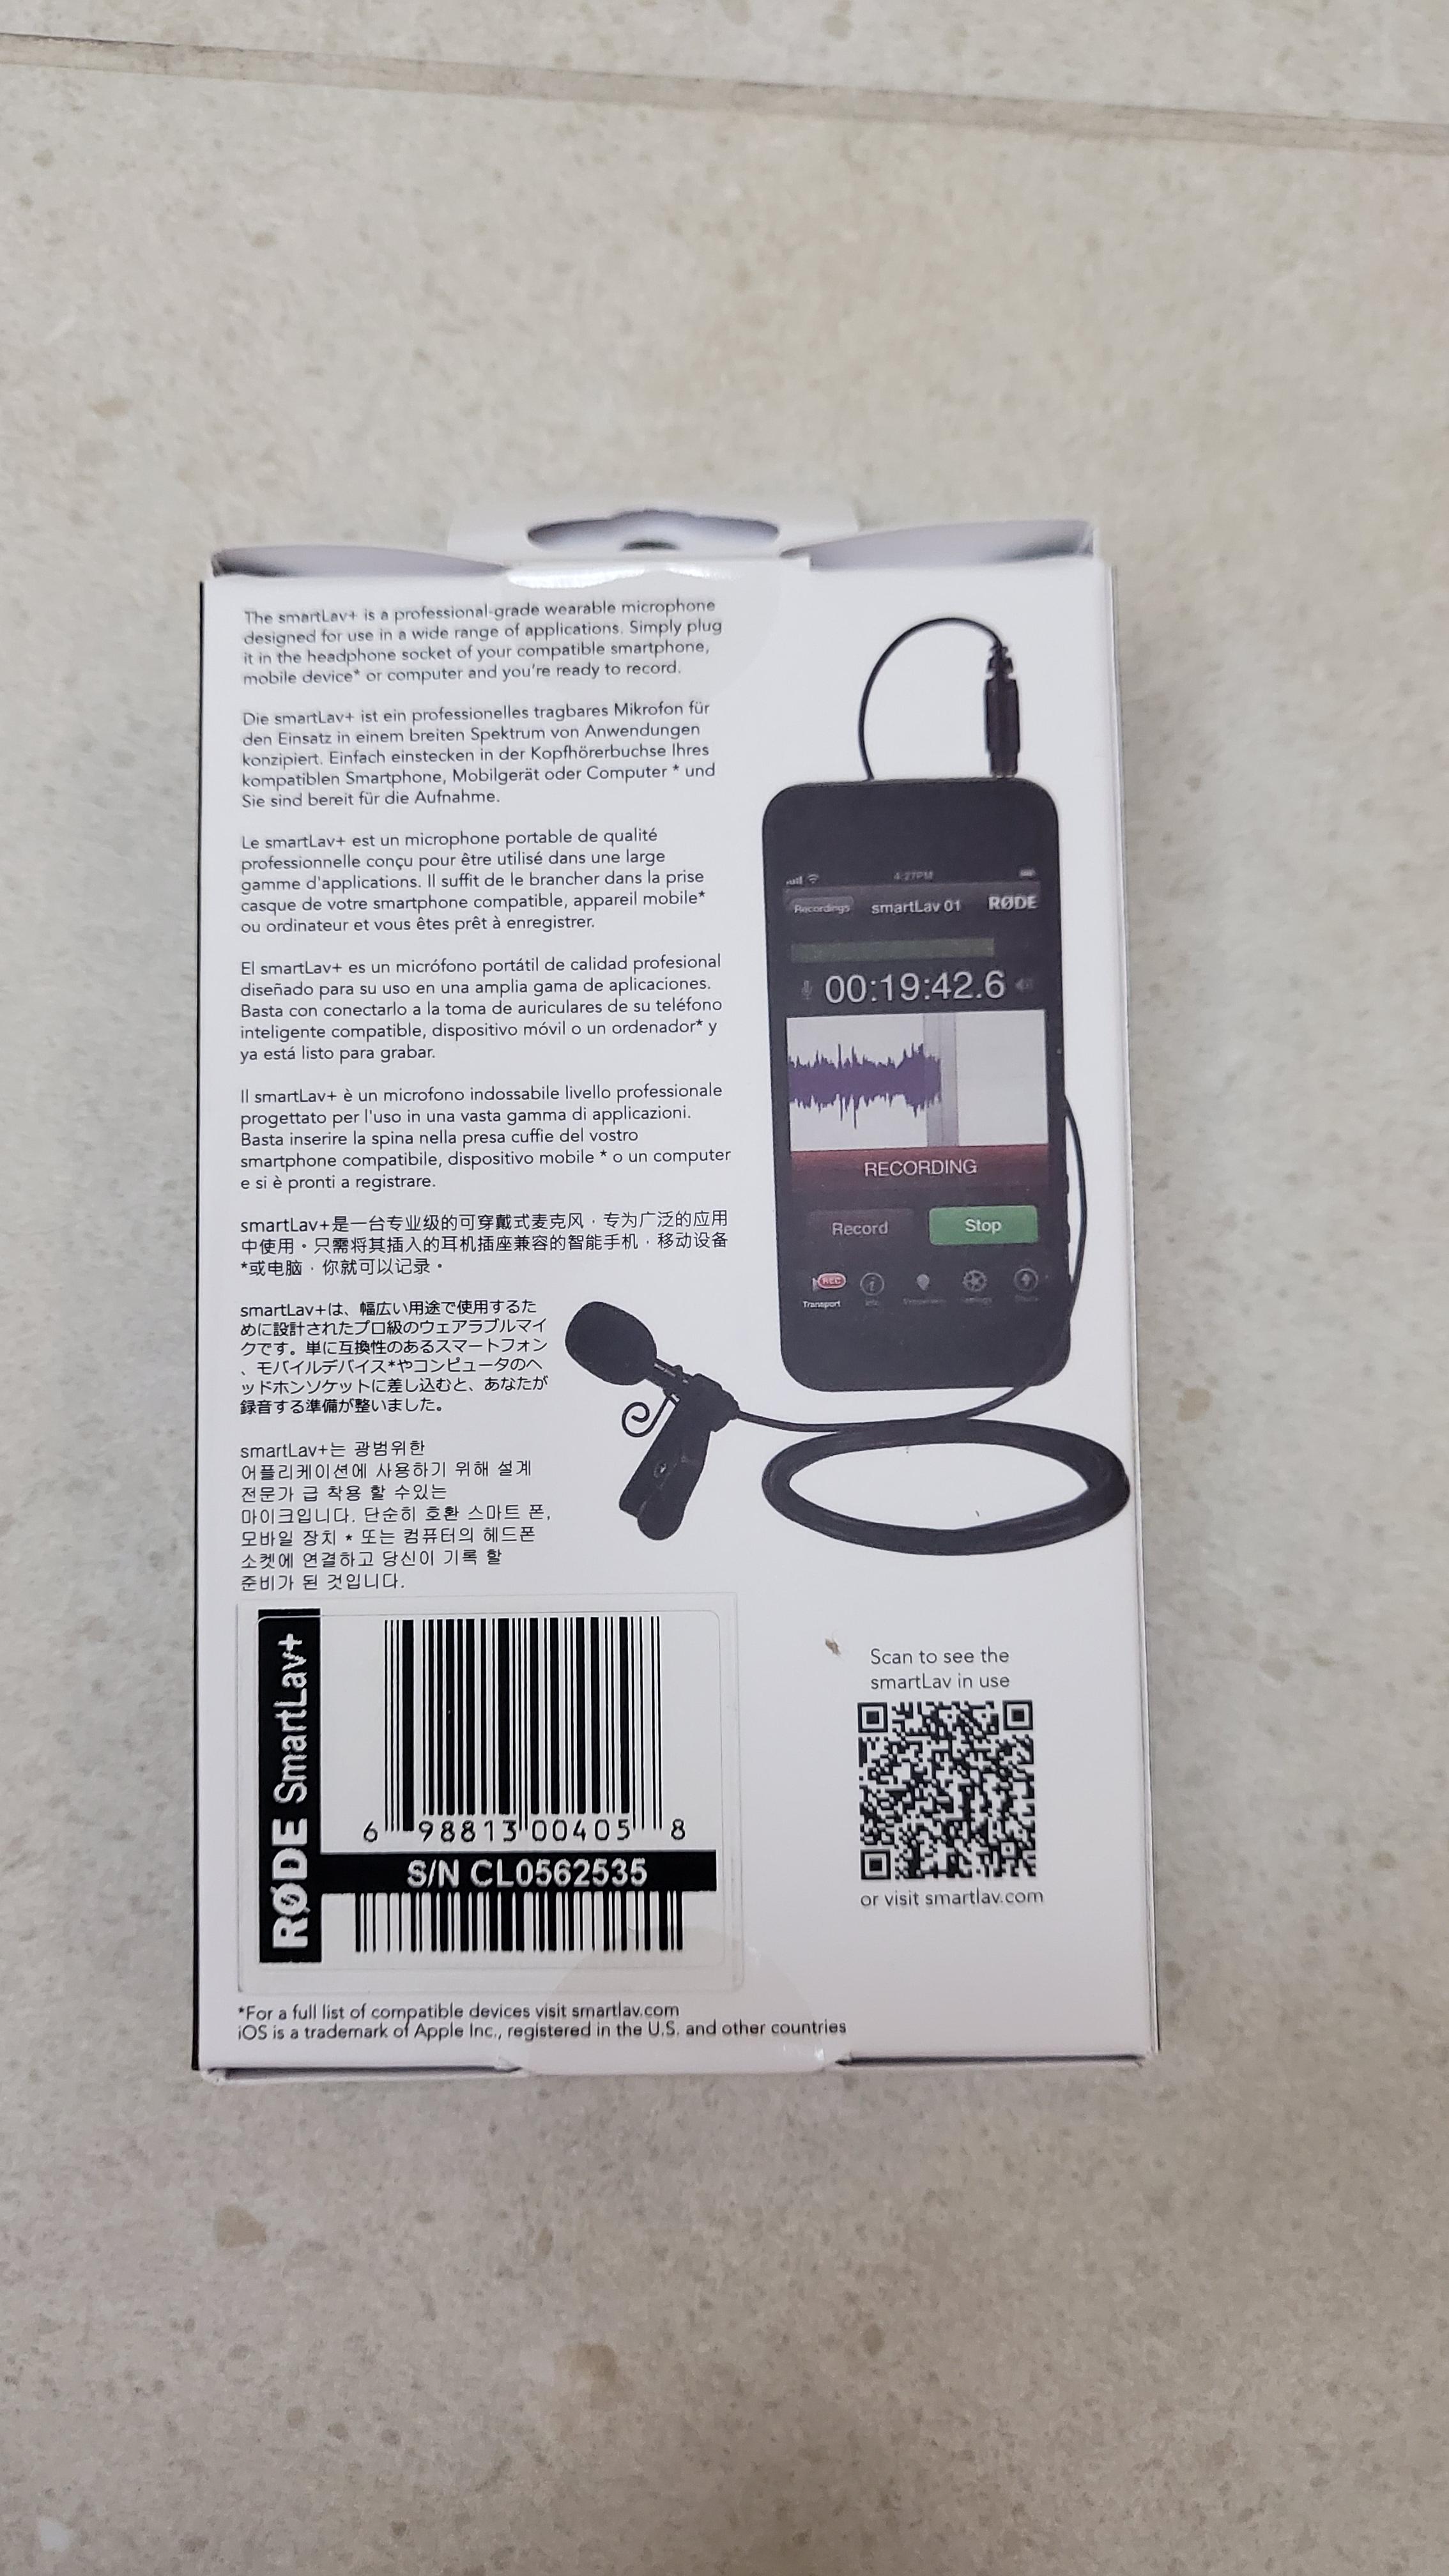 The smartLav+ is a professional-grade wearable microphone
designed for use in a wide range of applications. Simply plug
it in the headphone socket of your compatible smartphone,
mobile device* or computer and you're ready to record.
Die smartLav+ ist ein professionelles tragbares Mikrofon für
den Einsatz in einem breiten Spektrum von Anwendungen
konzipiert. Einfach einstecken in der Kopfhörerbuchse Ihres
kompatiblen Smartphone, Mobilgerät oder Computer * und
Sie sind bereit für die Aufnahme.
Le smartLav+ est un microphone portable de qualité
professionnelle conçu pour être utilisé dans une large
gamme d'applications. Il suffit de le brancher dans la prise
casque de votre smartphone compatible, appareil mobile*
ou ordinateur et vous êtes prêt à enregistrer.
El smartLav+ es un micrófono portátil de calidad profesional
diseñado para su uso en una amplia gama de aplicaciones.
Basta con conectarlo a la toma de auriculares de su teléfono
inteligente compatible, dispositivo móvil o un ordenador* y
ya está listo para grabar.
Il smartLav+ è un microfono indossabile livello professionale
progettato per l'uso in una vasta gamma di applicazioni.
Basta inserire la spina nella presa cuffie del vostro
smartphone compatibile, dispositivo mobile * o un computer
e si è pronti a registrare.
smartLav+是一台专业级的可穿戴式麦克风，专为广泛的应用
中使用。只需将其插入的耳机插座兼容的智能手机，移动设备
*或电脑，你就可以记录。
smartLav+は、幅広い用途で使用するた
めに設計されたプロ級のウェアラブルマイ
クです。単に互換性のあるスマートフォン
、モバイルデバイス*やコンピュータのヘ
ッドホンソケットに差し込むと、あなたが
録音する準備が整いました。
smartLav+는 광범위한
어플리케이션에 사용하기 위해 설계
전문가 급 착용 할 수있는
마이크입니다. 단순히 호환 스마트 폰,
모바일 장치 * 또는 컴퓨터의 헤드폰
소켓에 연결하고 당신이 기록 할
준비가 된 것입니다.
4:27PM
Recordings smartLav 01 RØDE
00:19:42.6
RECORDING
Record Stop
REC
Transport
RØDE SmartLav+
6 98813 00405 8
S/N CL0562535
Scan to see the
smartLav in use
or visit smartlav.com
*For a full list of compatible devices visit smartlav.com
iOS is a trademark of Apple Inc., registered in the U.S. and other countries